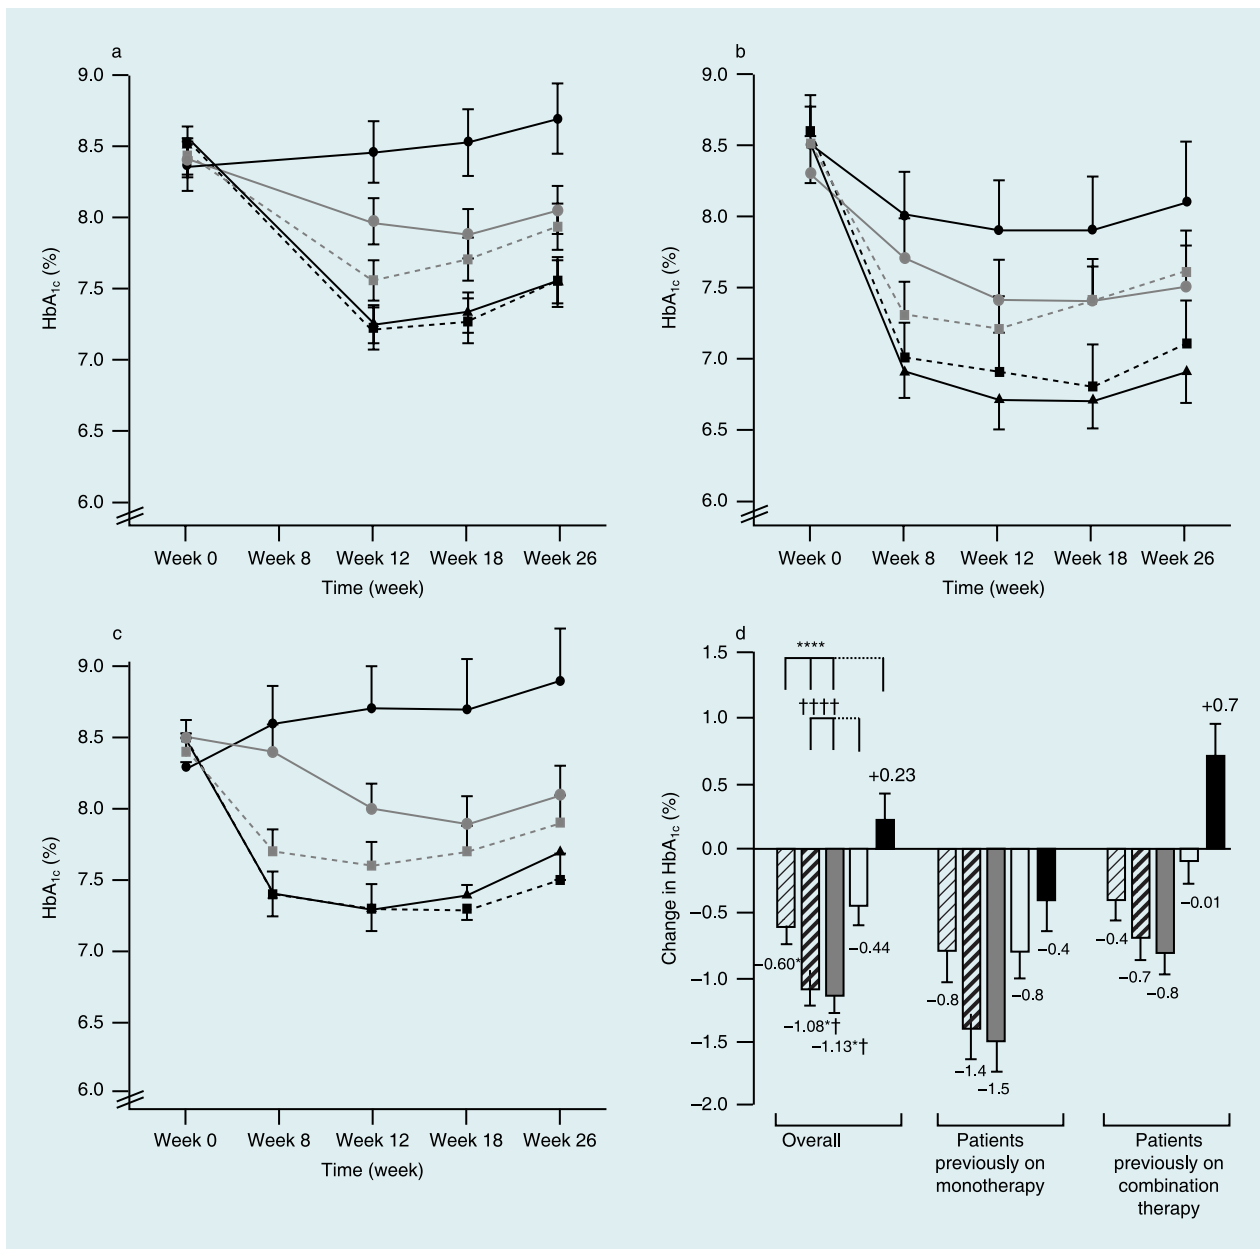 a
9.0
8.5
8.0
7.5
7.0
6.5
6.0
HbA1c (%)
Week 0 Week 8 Week 12 Week 18 Week 26
Time (week)
b
9.0
8.5
8.0
7.5
7.0
6.5
6.0
HbA1c (%)
Week 0 Week 8 Week 12 Week 18 Week 26
Time (week)
c
9.0
8.5
8.0
7.5
7.0
6.5
6.0
HbA1c (%)
Week 0 Week 8 Week 12 Week 18 Week 26
Time (week)
d
1.5
1.0
0.5
0.0
−0.5
−1.0
−1.5
−2.0
Change in HbA1c (%)
****
††††
+0.23
−0.60*
−1.08*†
−1.13*†
−0.44
−0.8
−1.4
−1.5
−0.8
−0.4
+0.7
−0.4
−0.7
−0.8
−0.01
Overall
Patients
previously on
monotherapy
Patients
previously on
combination
therapy